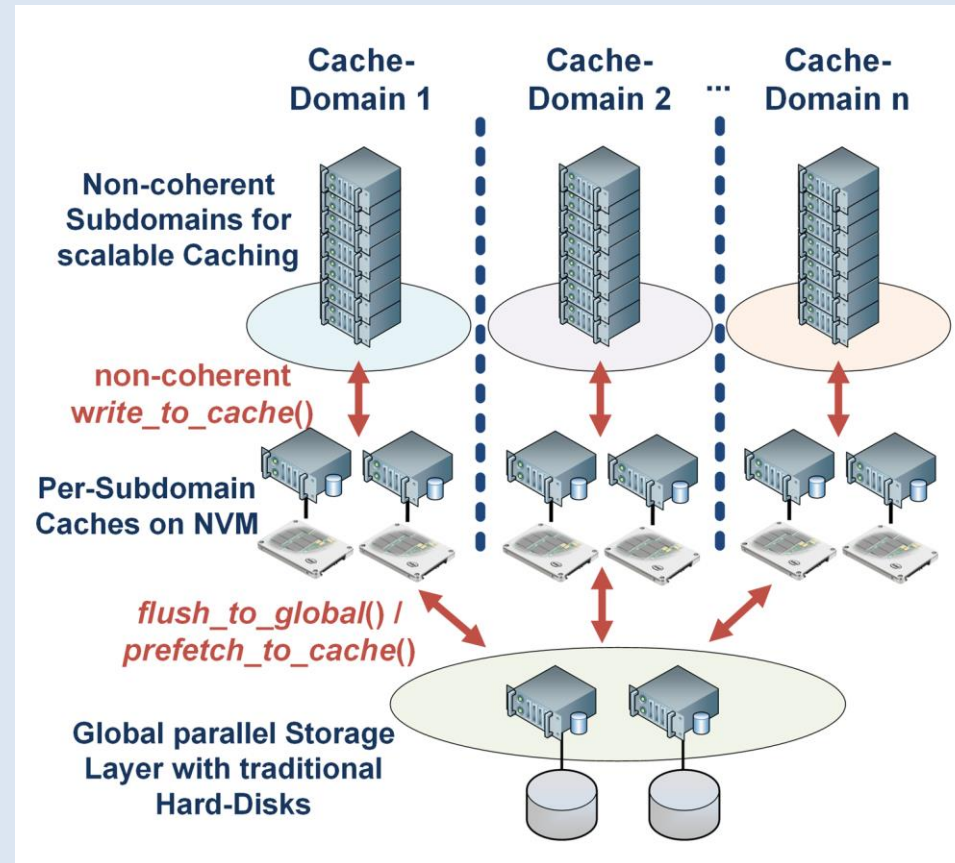 Cache-
Domain 1
Cache-
Domain 2
...
Cache-
Domain n
Non-coherent
Subdomains for
scalable Caching
non-coherent
write_to_cache()
Per-Subdomain
Caches on NVM
flush_to_global() /
prefetch_to_cache()
Global parallel Storage
Layer with traditional
Hard-Disks